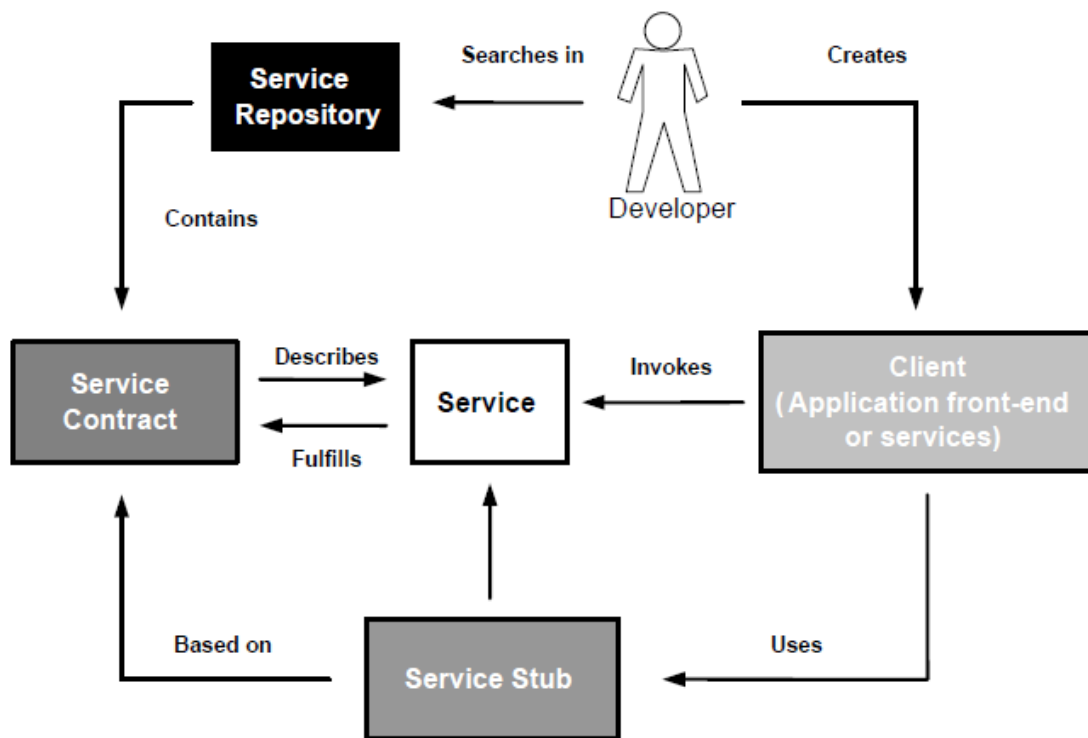 Searches in
Creates
Service
Repository
Developer
Contains
Describes
Invokes
Service
Contract
Service
Client
( Application front-end
or services)
Fulfills
Based on
Service Stub
Uses